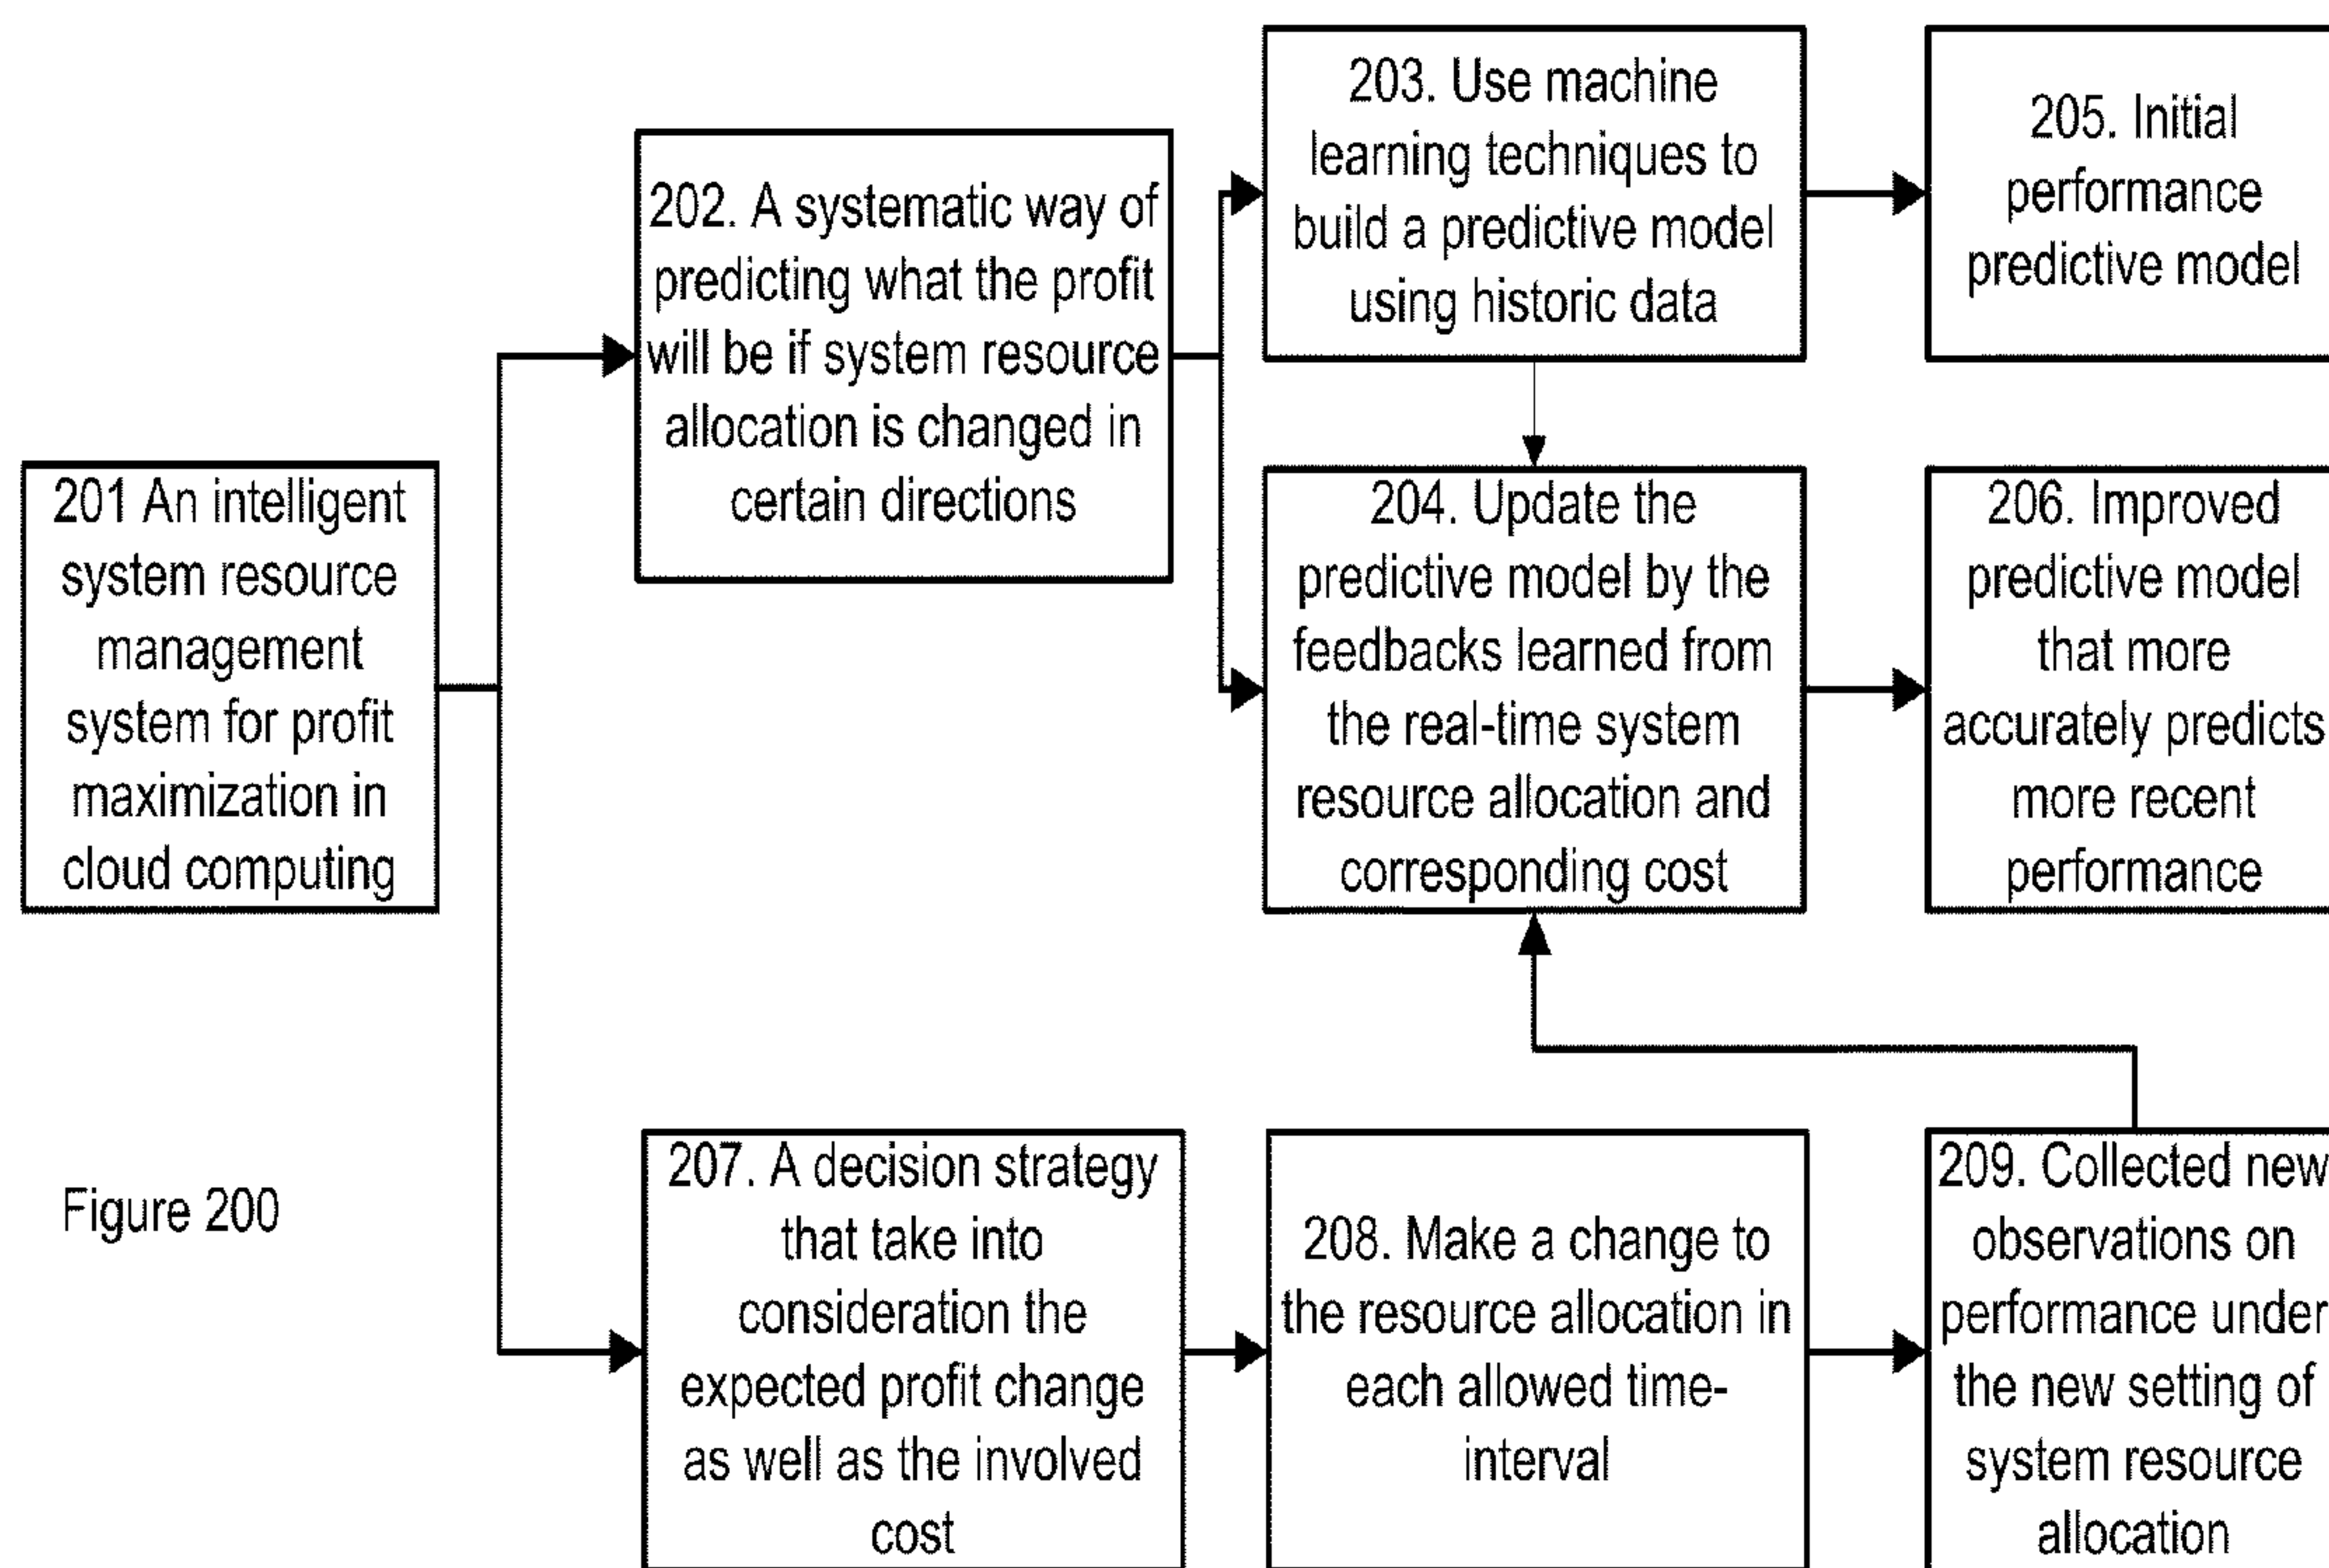 201 An intelligent
system resource
management
system for profit
maximization in
cloud computing
202. A systematic way of
predicting what the profit
will be if system resource
allocation is changed in
certain directions
203. Use machine
learning techniques to
build a predictive model
using historic data
205. Initial
performance
predictive model
204. Update the
predictive model by the
feedbacks learned from
the real-time system
resource allocation and
corresponding cost
206. Improved
predictive model
that more
accurately predicts
more recent
performance
207. A decision strategy
that take into
consideration the
expected profit change
as well as the involved
cost
208. Make a change to
the resource allocation in
each allowed time-
interval
209. Collected new
observations on
performance under
the new setting of
system resource
allocation
Figure 200